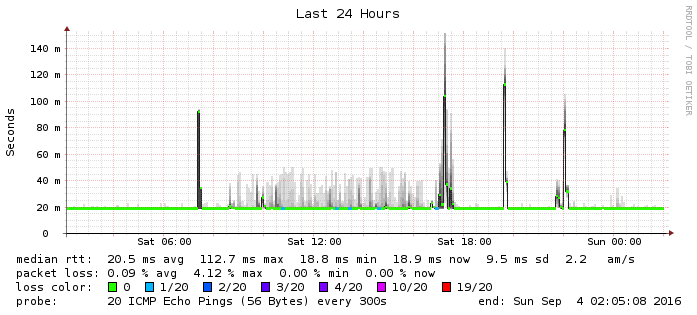 Last 24 Hours
RRDTOOL / TOBI OETIKER
Seconds
140 m
120 m
100 m
80 m
60 m
40 m
20 m
0
Sat 06:00 Sat 12:00 Sat 18:00 Sun 00:00
median rtt: 20.5 ms avg 112.7 ms max 18.8 ms min 18.9 ms now 9.5 ms sd 2.2 am/s
packet loss: 0.09 % avg 4.12 % max 0.00 % min 0.00 % now
loss color: 0 1/20 2/20 3/20 4/20 10/20 19/20
probe: 20 ICMP Echo Pings (56 Bytes) every 300s end: Sun Sep 4 02:05:08 2016